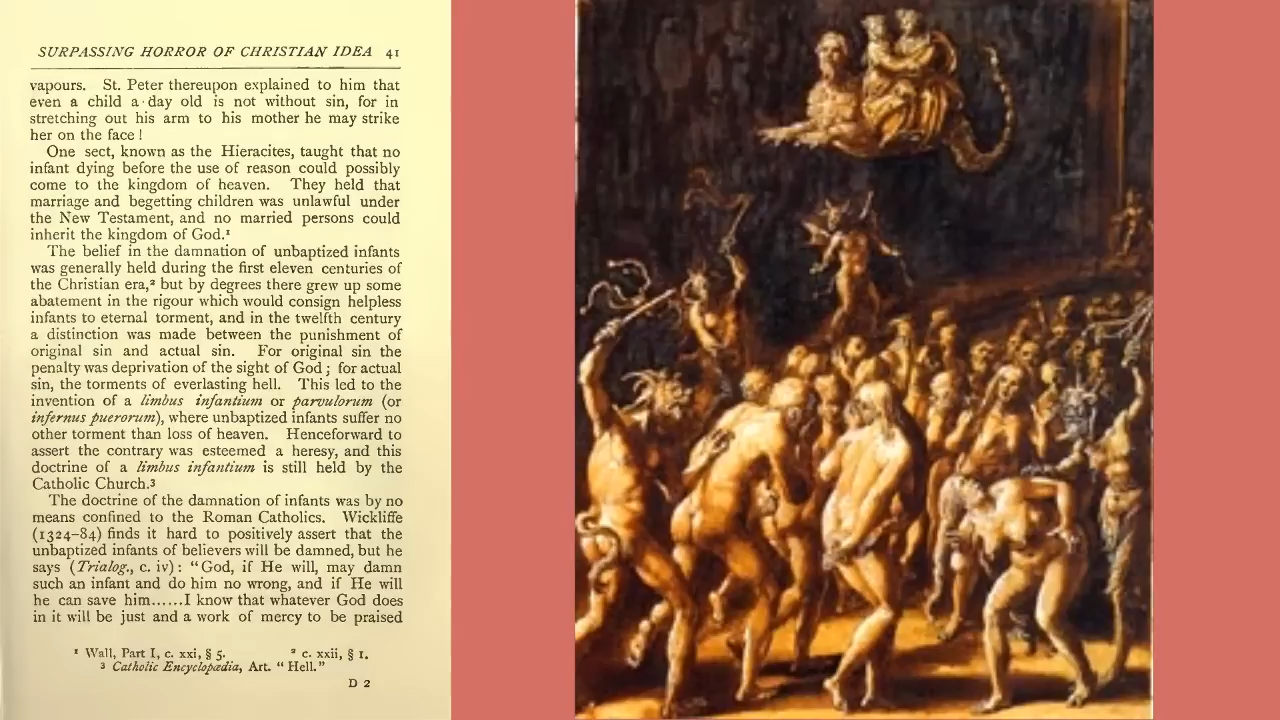 SURPASSING HORROR OF CHRISTIAN IDEA 41
vapours. St. Peter thereupon explained to him that
even a child a day old is not without sin, for in
stretching out his arm to his mother he may strike
her on the face !
One sect, known as the Hieracites, taught that no
infant dying before the use of reason could possibly
come to the kingdom of heaven. They held that
marriage and begetting children was unlawful under
the New Testament, and no married persons could
inherit the kingdom of God.¹
The belief in the damnation of unbaptized infants
was generally held during the first eleven centuries of
the Christian era,² but by degrees there grew up some
abatement in the rigour which would consign helpless
infants to eternal torment, and in the twelfth century
a distinction was made between the punishment of
original sin and actual sin. For original sin the
penalty was deprivation of the sight of God ; for actual
sin, the torments of everlasting hell. This led to the
invention of a limbus infantium or parvulorum (or
infernus puerorum), where unbaptized infants suffer no
other torment than loss of heaven. Henceforward to
assert the contrary was esteemed a heresy, and this
doctrine of a limbus infantium is still held by the
Catholic Church.³
The doctrine of the damnation of infants was by no
means confined to the Roman Catholics. Wickliffe
(1324–84) finds it hard to positively assert that the
unbaptized infants of believers will be damned, but he
says (Trialog., c. iv) : "God, if He will, may damn
such an infant and do him no wrong, and if He will
he can save him......I know that whatever God does
in it will be just and a work of mercy to be praised
¹ Wall, Part I, c. xxi, § 5. ² c. xxii, § 1.
³ Catholic Encyclopædia, Art. "Hell."
D 2